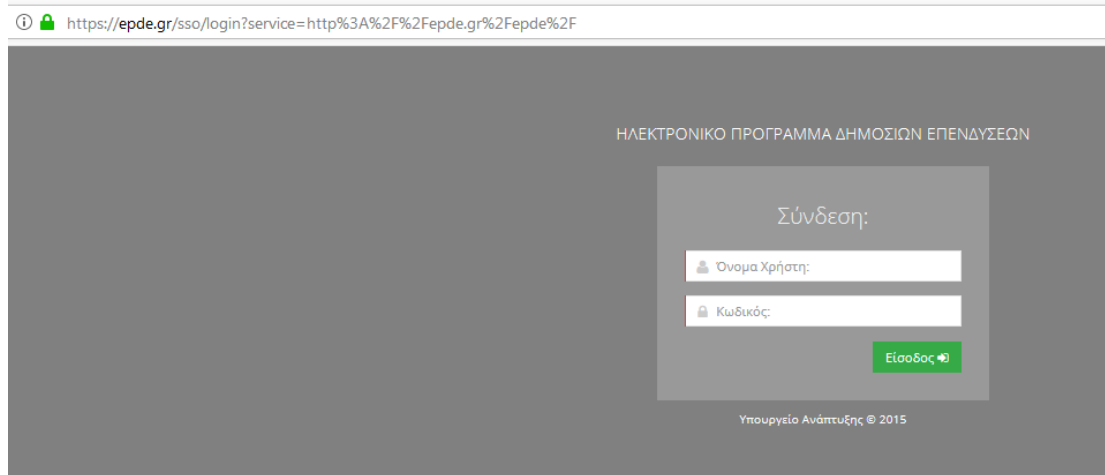 https://epde.gr/sso/login?service=http%3A%2F%2Fepde.gr%2Fepde%2F
ΗΛΕΚΤΡΟΝΙΚΟ ΠΡΟΓΡΑΜΜΑ ΔΗΜΟΣΙΩΝ ΕΠΕΝΔΥΣΕΩΝ
Σύνδεση:
Όνομα Χρήστη:
Κωδικός:
Είσοδος
Υπουργείο Ανάπτυξης © 2015